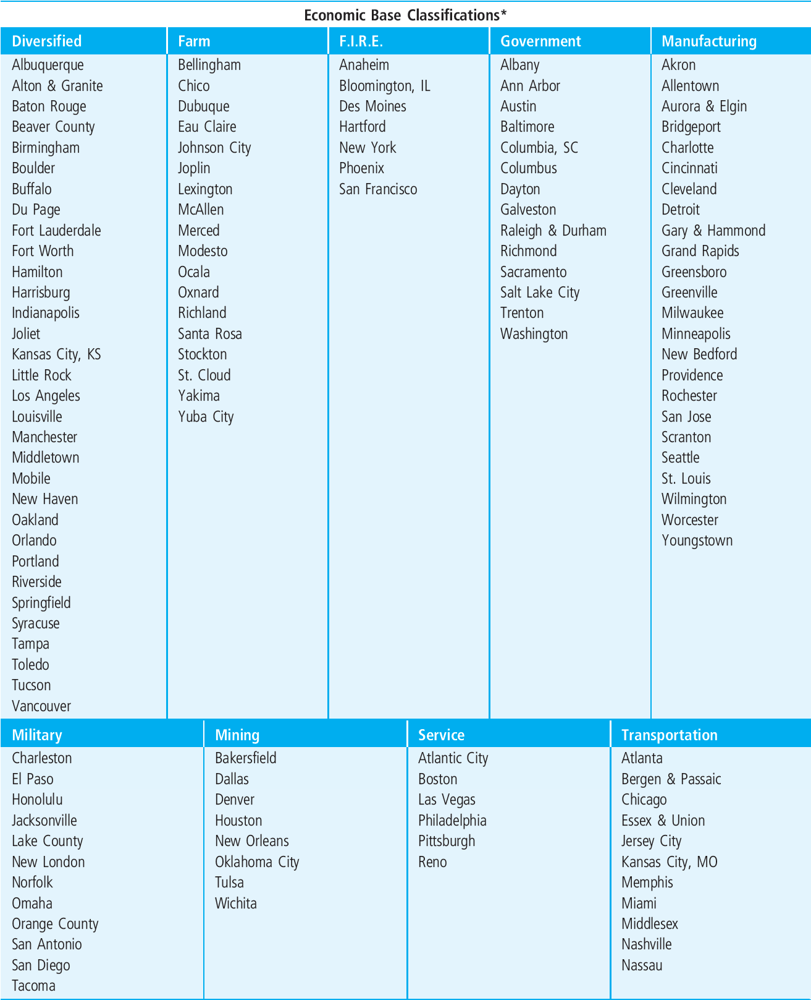 Economic Base Classifications*
Diversified Farm F.I.R.E. Government Manufacturing
Albuquerque Bellingham Anaheim Albany Akron
Alton & Granite Chico Bloomington, IL Ann Arbor Allentown
Baton Rouge Dubuque Des Moines Austin Aurora & Elgin
Beaver County Eau Claire Hartford Baltimore Bridgeport
Birmingham Johnson City New York Columbia, SC Charlotte
Boulder Joplin Phoenix Columbus Cincinnati
Buffalo Lexington San Francisco Dayton Cleveland
Du Page McAllen Galveston Detroit
Fort Lauderdale Merced Raleigh & Durham Gary & Hammond
Fort Worth Modesto Richmond Grand Rapids
Hamilton Ocala Sacramento Greensboro
Harrisburg Oxnard Salt Lake City Greenville
Indianapolis Richland Trenton Milwaukee
Joliet Santa Rosa Washington Minneapolis
Kansas City, KS Stockton New Bedford
Little Rock St. Cloud Providence
Los Angeles Yakima Rochester
Louisville Yuba City San Jose
Manchester Scranton
Middletown Seattle
Mobile St. Louis
New Haven Wilmington
Oakland Worcester
Orlando Youngstown
Portland
Riverside
Springfield
Syracuse
Tampa
Toledo
Tucson
Vancouver
Military Mining Service Transportation
Charleston Bakersfield Atlantic City Atlanta
El Paso Dallas Boston Bergen & Passaic
Honolulu Denver Las Vegas Chicago
Jacksonville Houston Philadelphia Essex & Union
Lake County New Orleans Pittsburgh Jersey City
New London Oklahoma City Reno Kansas City, MO
Norfolk Tulsa Memphis
Omaha Wichita Miami
Orange County Middlesex
San Antonio Nashville
San Diego Nassau
Tacoma